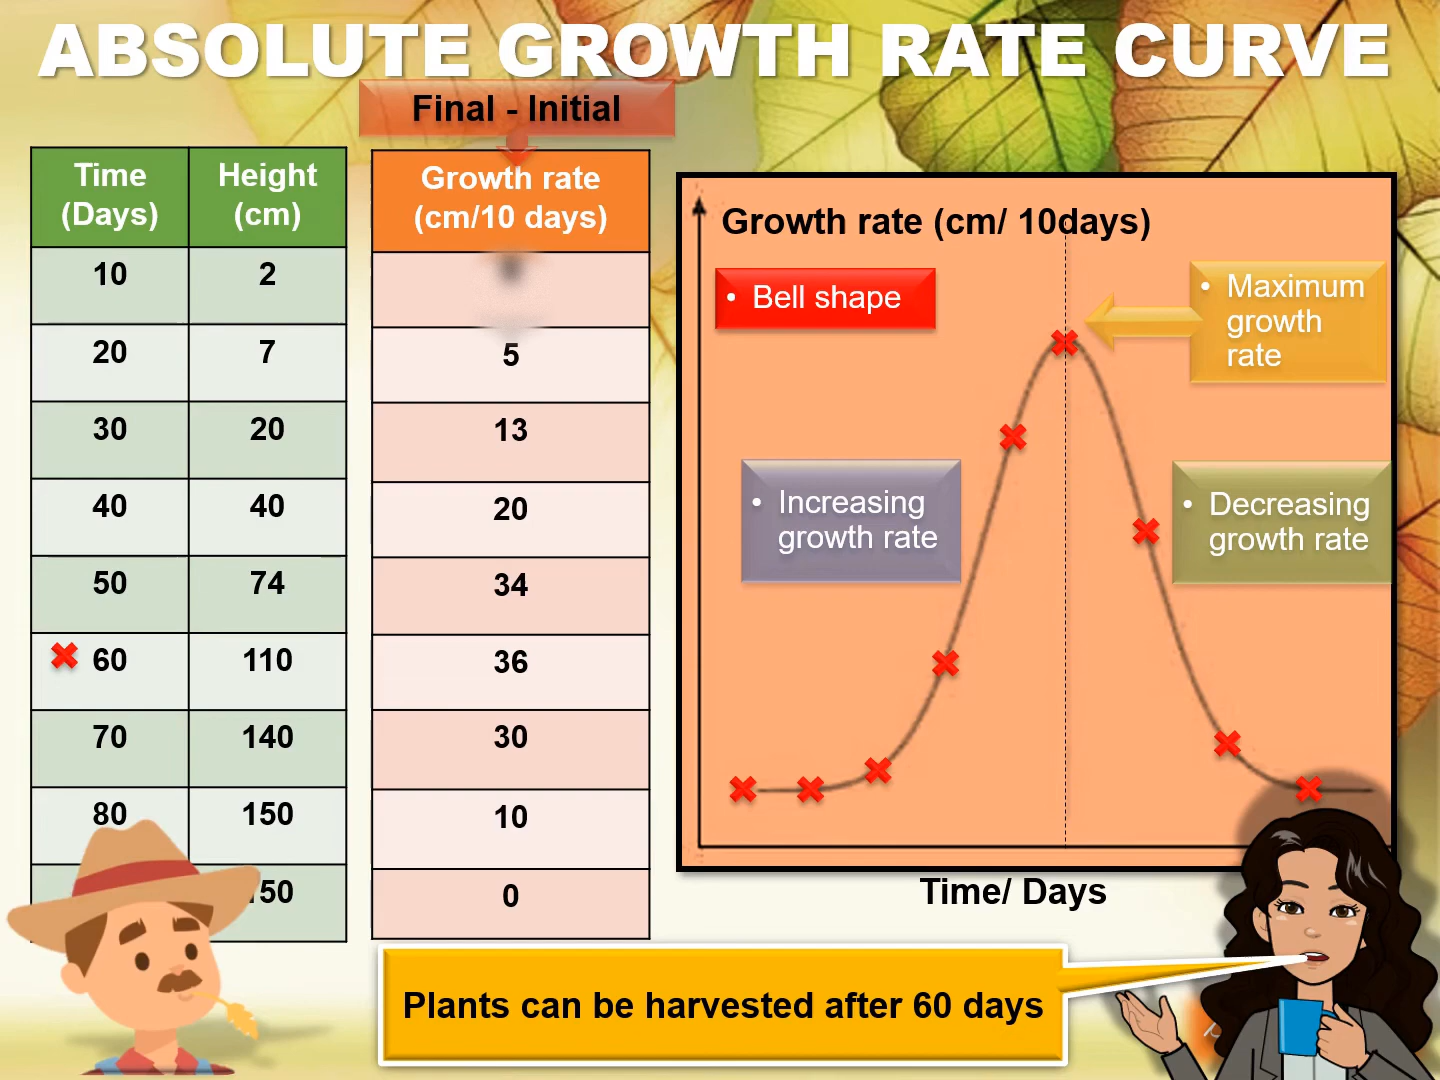 ABSOLUTE GROWTH RATE CURVE
Final - Initial
Time
(Days)
Height
(cm)
Growth rate
(cm/10 days)
10 2
20 7 5
30 20 13
40 40 20
50 74 34
60 110 36
70 140 30
80 150 10
150 0
Growth rate (cm/ 10days)
• Bell shape
• Maximum
growth
rate
• Increasing
growth rate
• Decreasing
growth rate
Time/ Days
Plants can be harvested after 60 days